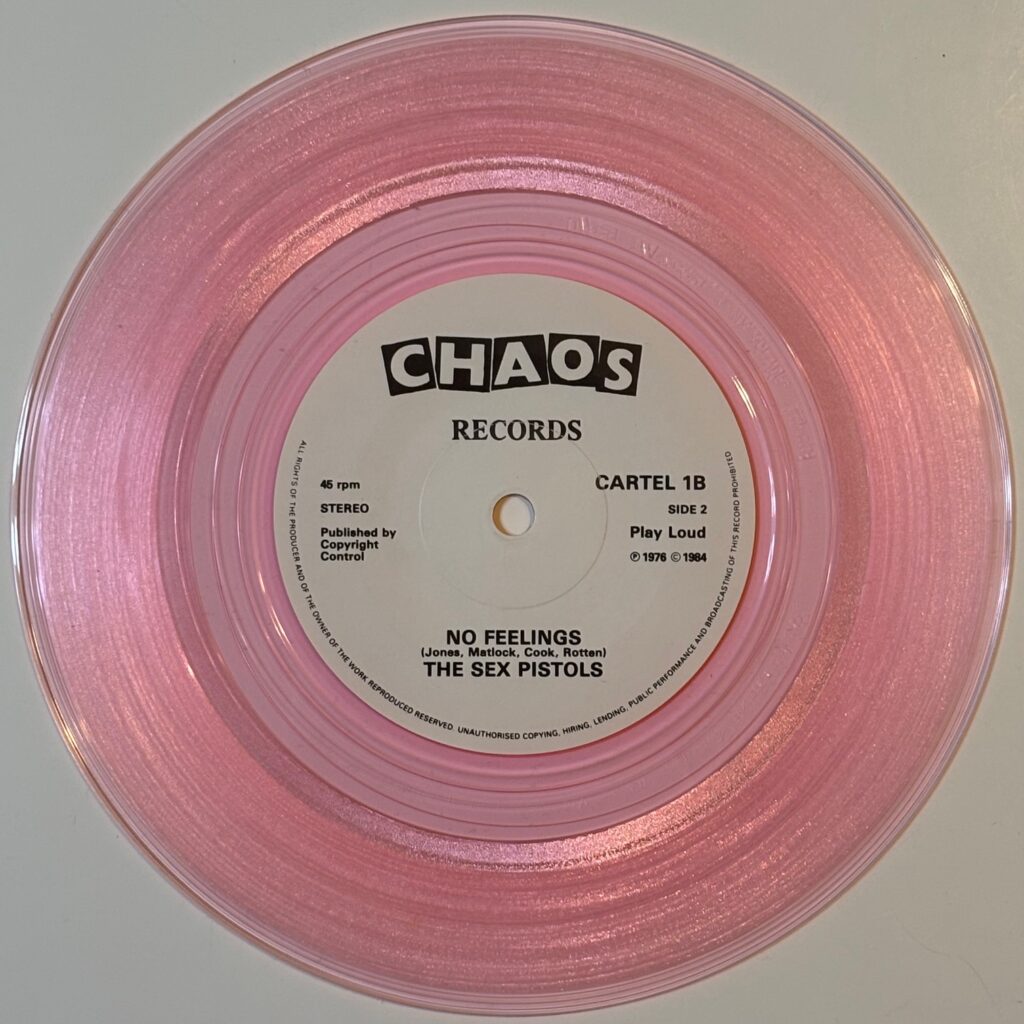 CHAOS
RECORDS
45 rpm
STEREO
Published by
Copyright
Control
CARTEL 1B
SIDE 2
Play Loud
Ⓟ 1976 © 1984
NO FEELINGS
(Jones, Matlock, Cook, Rotten)
THE SEX PISTOLS
ALL RIGHTS OF THE PRODUCER AND OF THE OWNER OF THE WORK REPRODUCED RESERVED. UNAUTHORISED COPYING, HIRING, LENDING, PUBLIC PERFORMANCE AND BROADCASTING OF THIS RECORD PROHIBITED